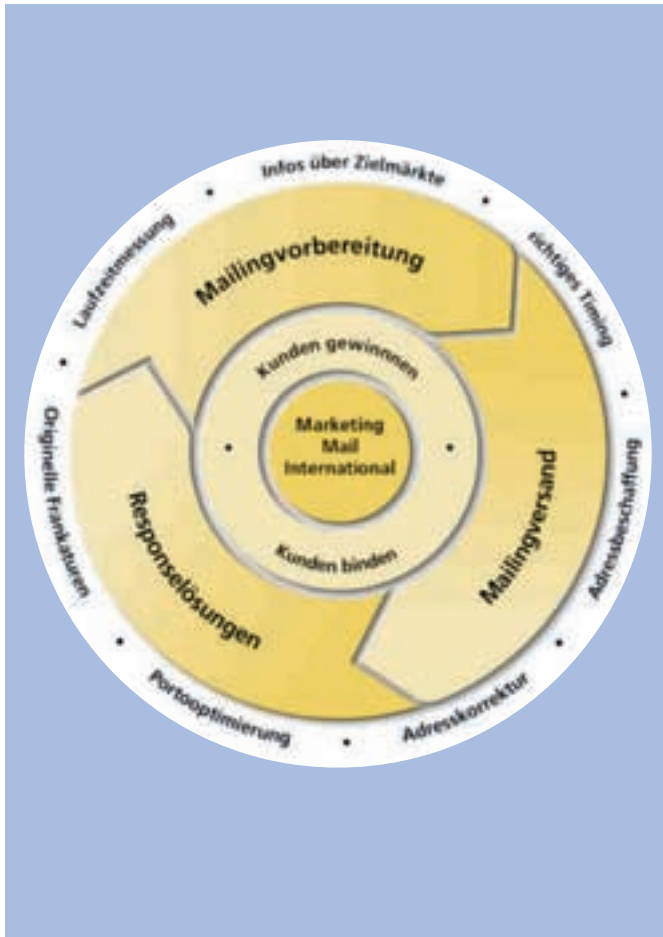 Infos über Zielmärkte
richtiges Timing
Adressbeschaffung
Adresskorrektur
Portooptimierung
Originelle Frankaturen
Laufzeitmessung
Mailingvorbereitung
Mailingversand
Responselösungen
Kunden gewinnnen
Kunden binden
Marketing
Mail
International